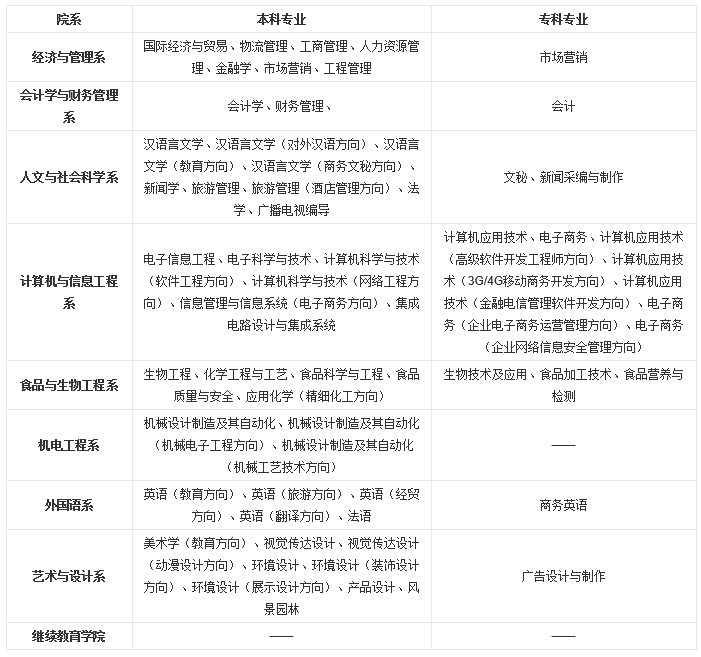 院系
本科专业
专科专业
经济与管理系
国际经济与贸易、物流管理、工商管理、人力资源管
理、金融学、市场营销、工程管理
市场营销
会计学与财务管理
系
会计学、财务管理、
会计
人文与社会科学系
汉语言文学、汉语言文学（对外汉语方向）、汉语言
文学（教育方向）、汉语言文学（商务文秘方向）、
新闻学、旅游管理、旅游管理（酒店管理方向）、法
学、广播电视编导
文秘、新闻采编与制作
计算机与信息工程
系
电子信息工程、电子科学与技术、计算机科学与技术
（软件工程方向）、计算机科学与技术（网络工程方
向）、信息管理与信息系统（电子商务方向）、集成
电路设计与集成系统
计算机应用技术、电子商务、计算机应用技术
（高级软件开发工程师方向）、计算机应用技
术（3G/4G移动商务开发方向）、计算机应用
技术（金融电信管理软件开发方向）、电子商
务（企业电子商务运营管理方向）、电子商务
（企业网络信息安全管理方向）
食品与生物工程系
生物工程、化学工程与工艺、食品科学与工程、食品
质量与安全、应用化学（精细化工方向）
生物技术及应用、食品加工技术、食品营养与
检测
机电工程系
机械设计制造及其自动化、机械设计制造及其自动化
（机械电子工程方向）、机械设计制造及其自动化
（机械工艺技术方向）
——
外国语系
英语（教育方向）、英语（旅游方向）、英语（经贸
方向）、英语（翻译方向）、法语
商务英语
艺术与设计系
美术学（教育方向）、视觉传达设计、视觉传达设计
（动漫设计方向）、环境设计、环境设计（装饰设计
方向）、环境设计（展示设计方向）、产品设计、风
景园林
广告设计与制作
继续教育学院
——
——